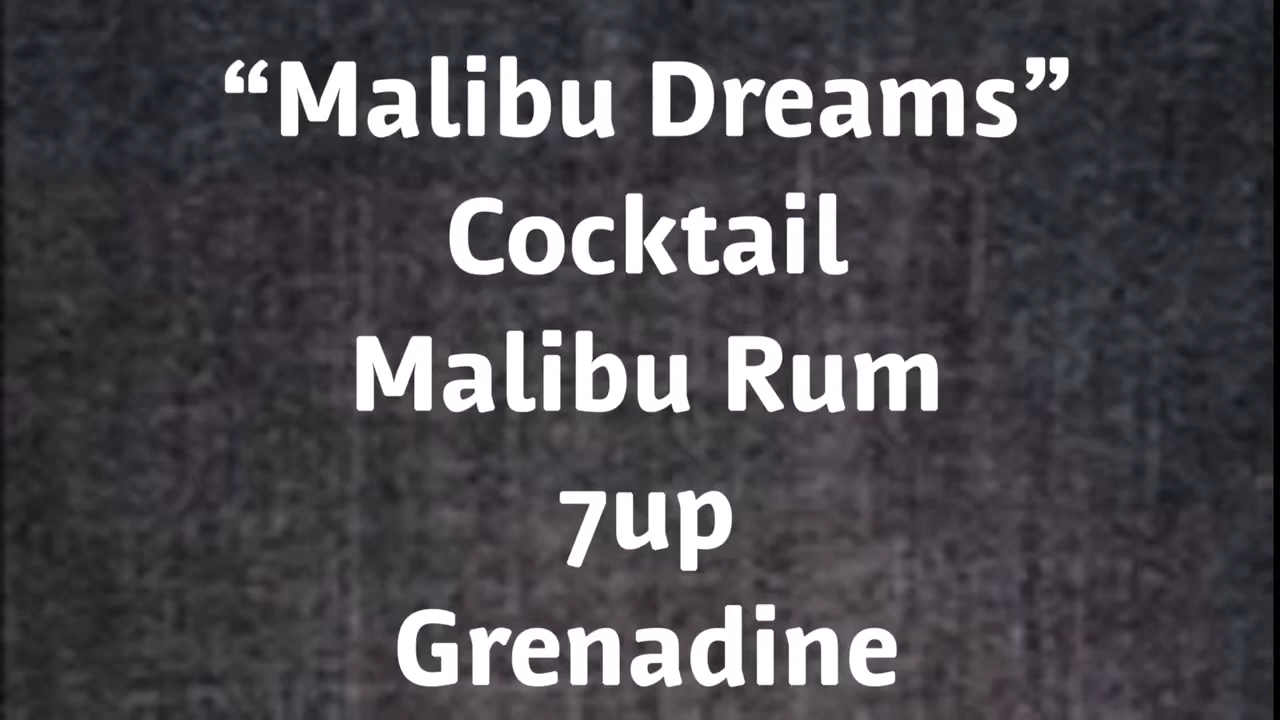 “Malibu Dreams”
Cocktail
Malibu Rum
7up
Grenadine